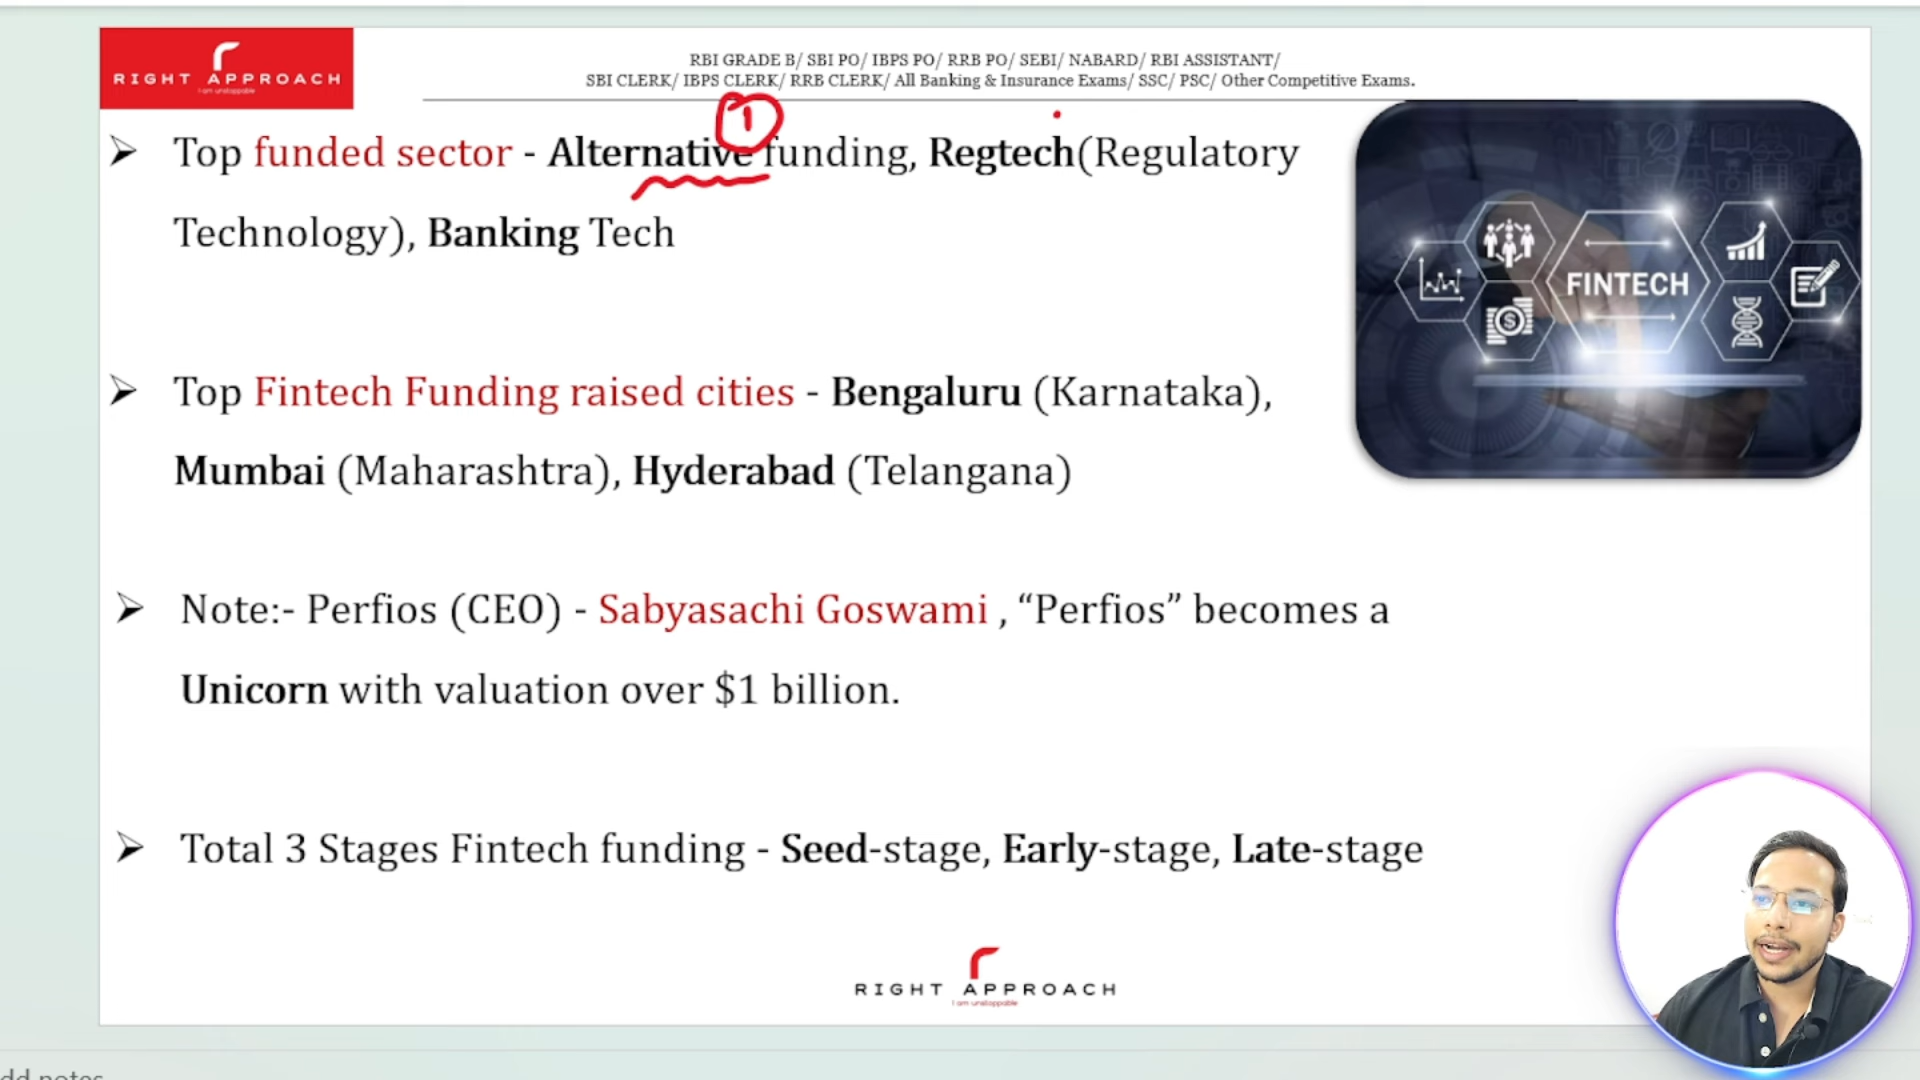 RIGHT APPROACH
I am unstoppable
RBI GRADE B/ SBI PO/ IBPS PO/ RRB PO/ SEBI/ NABARD/ RBI ASSISTANT/
SBI CLERK/ IBPS CLERK/ RRB CLERK/ All Banking & Insurance Exams/ SSC/ PSC/ Other Competitive Exams.
1
➢ Top funded sector - Alternative funding, Regtech(Regulatory
Technology), Banking Tech
FINTECH
➢ Top Fintech Funding raised cities - Bengaluru (Karnataka),
Mumbai (Maharashtra), Hyderabad (Telangana)
➢ Note:- Perfios (CEO) - Sabyasachi Goswami , “Perfios” becomes a
Unicorn with valuation over $1 billion.
➢ Total 3 Stages Fintech funding - Seed-stage, Early-stage, Late-stage
RIGHT APPROACH
I am unstoppable